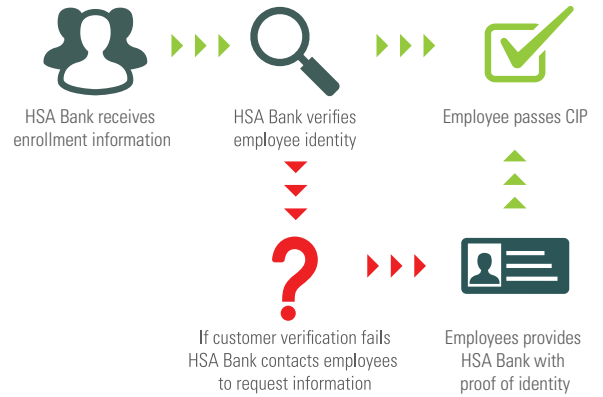 HSA Bank receives
enrollment information
HSA Bank verifies
employee identity
Employee passes CIP
If customer verification fails
HSA Bank contacts employees
to request information
Employees provides
HSA Bank with
proof of identity